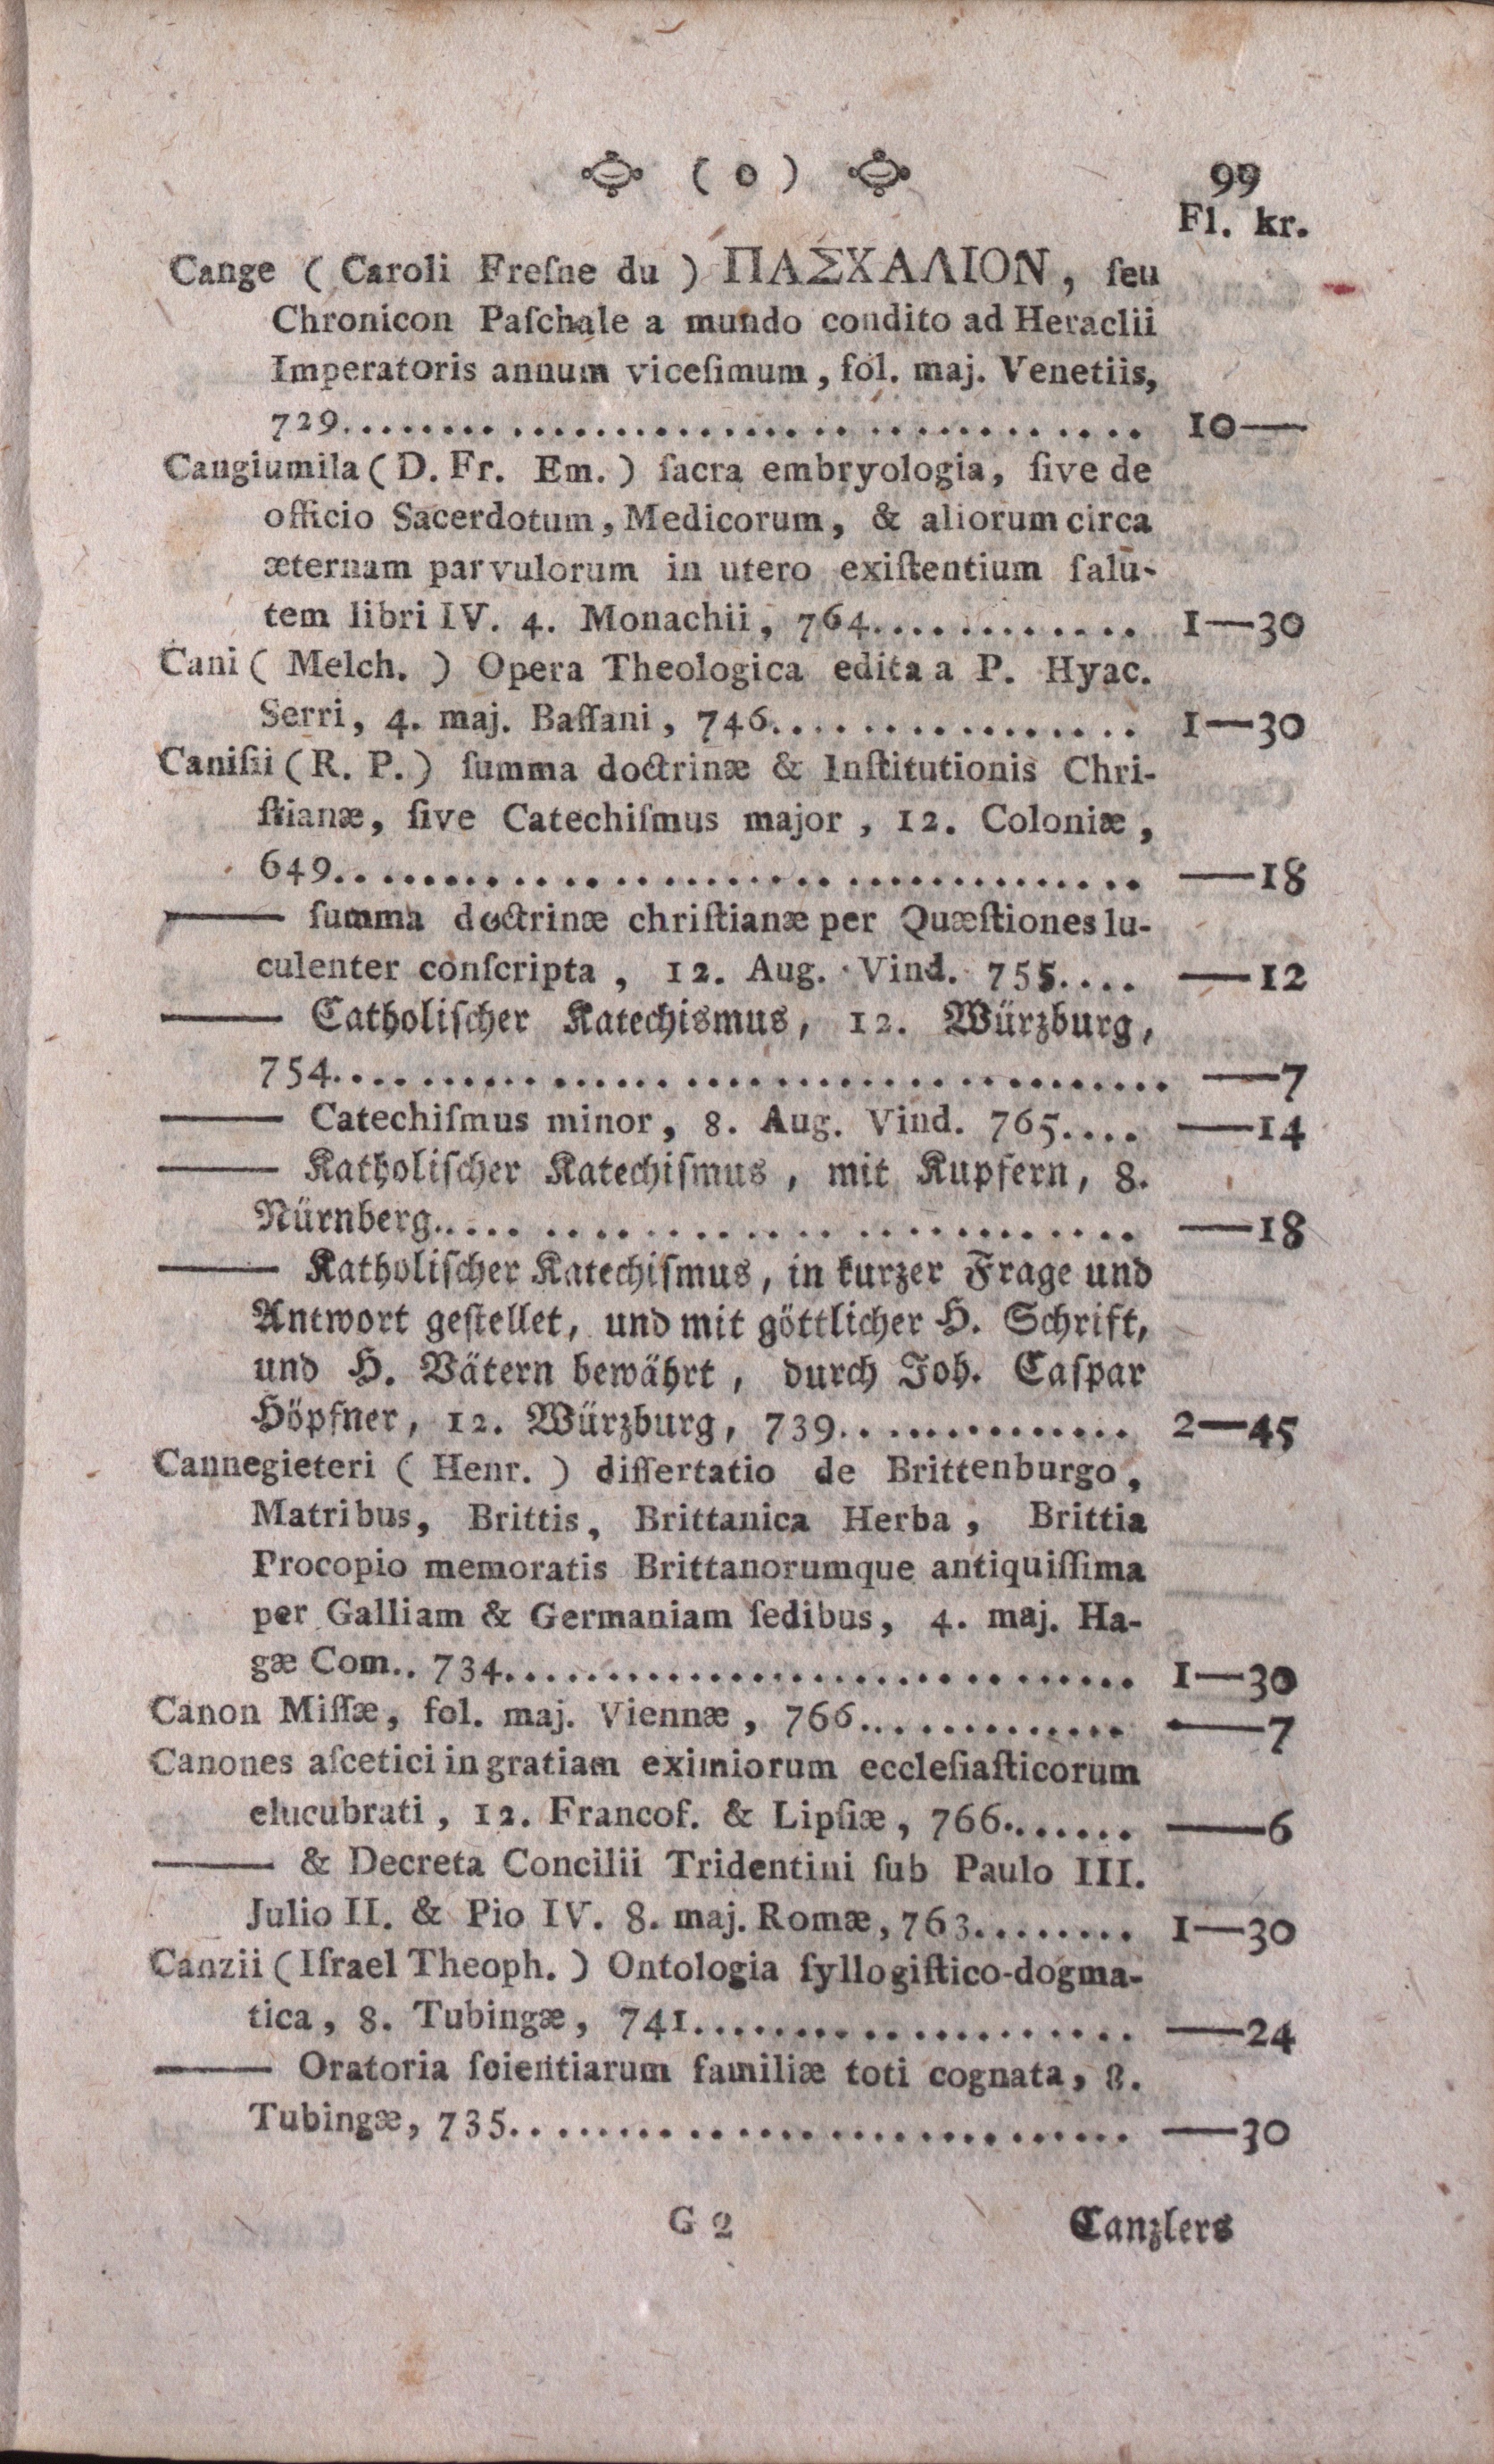 ( o ) 99
Fl. kr.
Cange ( Caroli Freſne du ) ΠΑΣΧΑΛΙΟΝ, ſeu
Chronicon Paſchale a mundo condito ad Heraclii
Imperatoris annum viceſimum, fol. maj. Venetiis,
729........................................ 10—
Cangiumila ( D. Fr. Em. ) ſacra embryologia, ſive de
officio Sacerdotum, Medicorum, & aliorum circa
æternam parvulorum in utero exiſtentium ſalu-
tem libri IV. 4. Monachii, 764............. 1—30
Cani ( Melch. ) Opera Theologica edita a P. Hyac.
Serri, 4. maj. Baſſani, 746................. 1—30
Caniſii (R. P.) ſumma doctrinæ & Inſtitutionis Chri-
ſtianæ, ſive Catechiſmus major, 12. Coloniæ,
649........................................ —18
—— ſumma doctrinæ chriſtianæ per Quæſtiones lu-
culenter conſcripta, 12. Aug. Vind. 755.... —12
—— Catholiſcher Katechismus, 12. Würzburg,
754........................................ —7
—— Catechiſmus minor, 8. Aug. Vind. 765.... —14
—— Katholiſcher Katechiſmus, mit Kupfern, 8.
Nürnberg................................. —18
—— Katholiſcher Katechiſmus, in kurzer Frage und
Antwort geſtellet, und mit göttlicher H. Schrift,
und H. Vätern bewährt, durch Joh. Caſpar
Höpfner, 12. Würzburg, 739.............. 2—45
Cannegieteri ( Henr. ) diſſertatio de Brittenburgo,
Matribus, Brittis, Brittanica Herba, Brittia
Procopio memoratis Brittanorumque antiquiſſima
per Galliam & Germaniam ſedibus, 4. maj. Ha-
gæ Com.. 734............................... 1—30
Canon Miſſæ, fol. maj. Viennæ, 766............. —7
Canones aſcetici in gratiam eximiorum eccleſiaſticorum
elucubrati, 12. Francof. & Lipſiæ, 766....... —6
—— & Decreta Concilii Tridentini ſub Paulo III.
Julio II. & Pio IV. 8. maj. Romæ, 763........ 1—30
Canzii (Iſrael Theoph. ) Ontologia ſyllogiſtico-dogma-
tica, 8. Tubingæ, 741...................... —24
—— Oratoria ſcientiarum familiæ toti cognata, 8.
Tubingæ, 735............................... —30
G 2 Canzlers